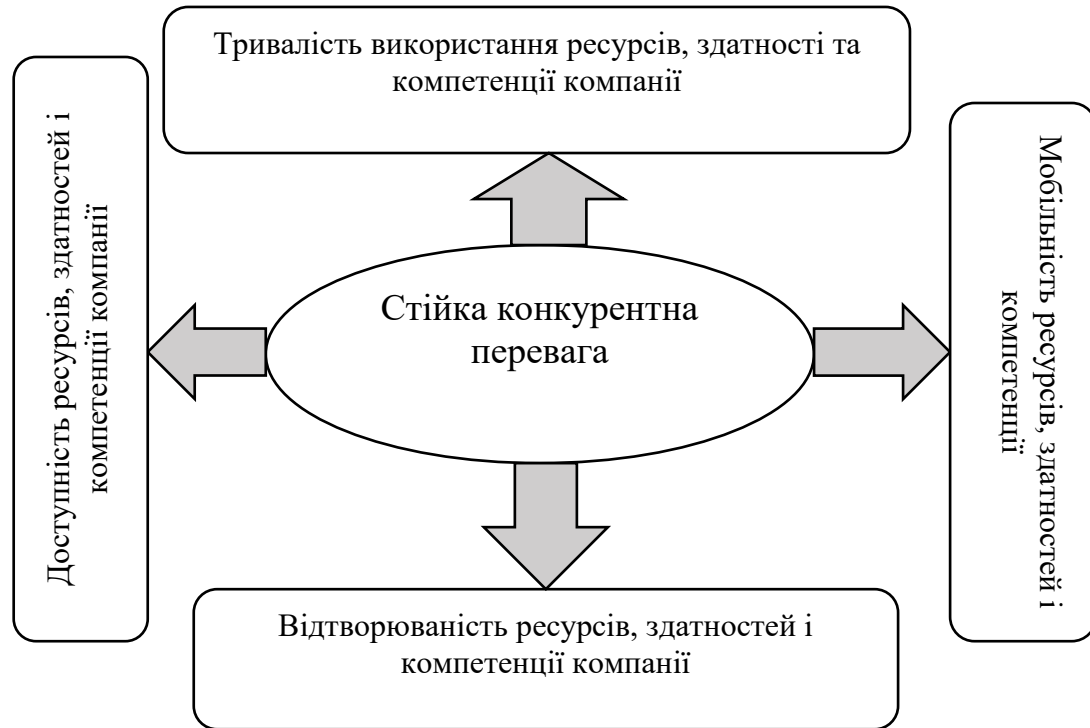 Тривалість використання ресурсів, здатності та
компетенції компанії
Доступність ресурсів, здатностей і
компетенції компанії
Стійка конкурентна
перевага
Мобільність ресурсів, здатностей і
компетенції
Відтворюваність ресурсів, здатностей і
компетенції компанії